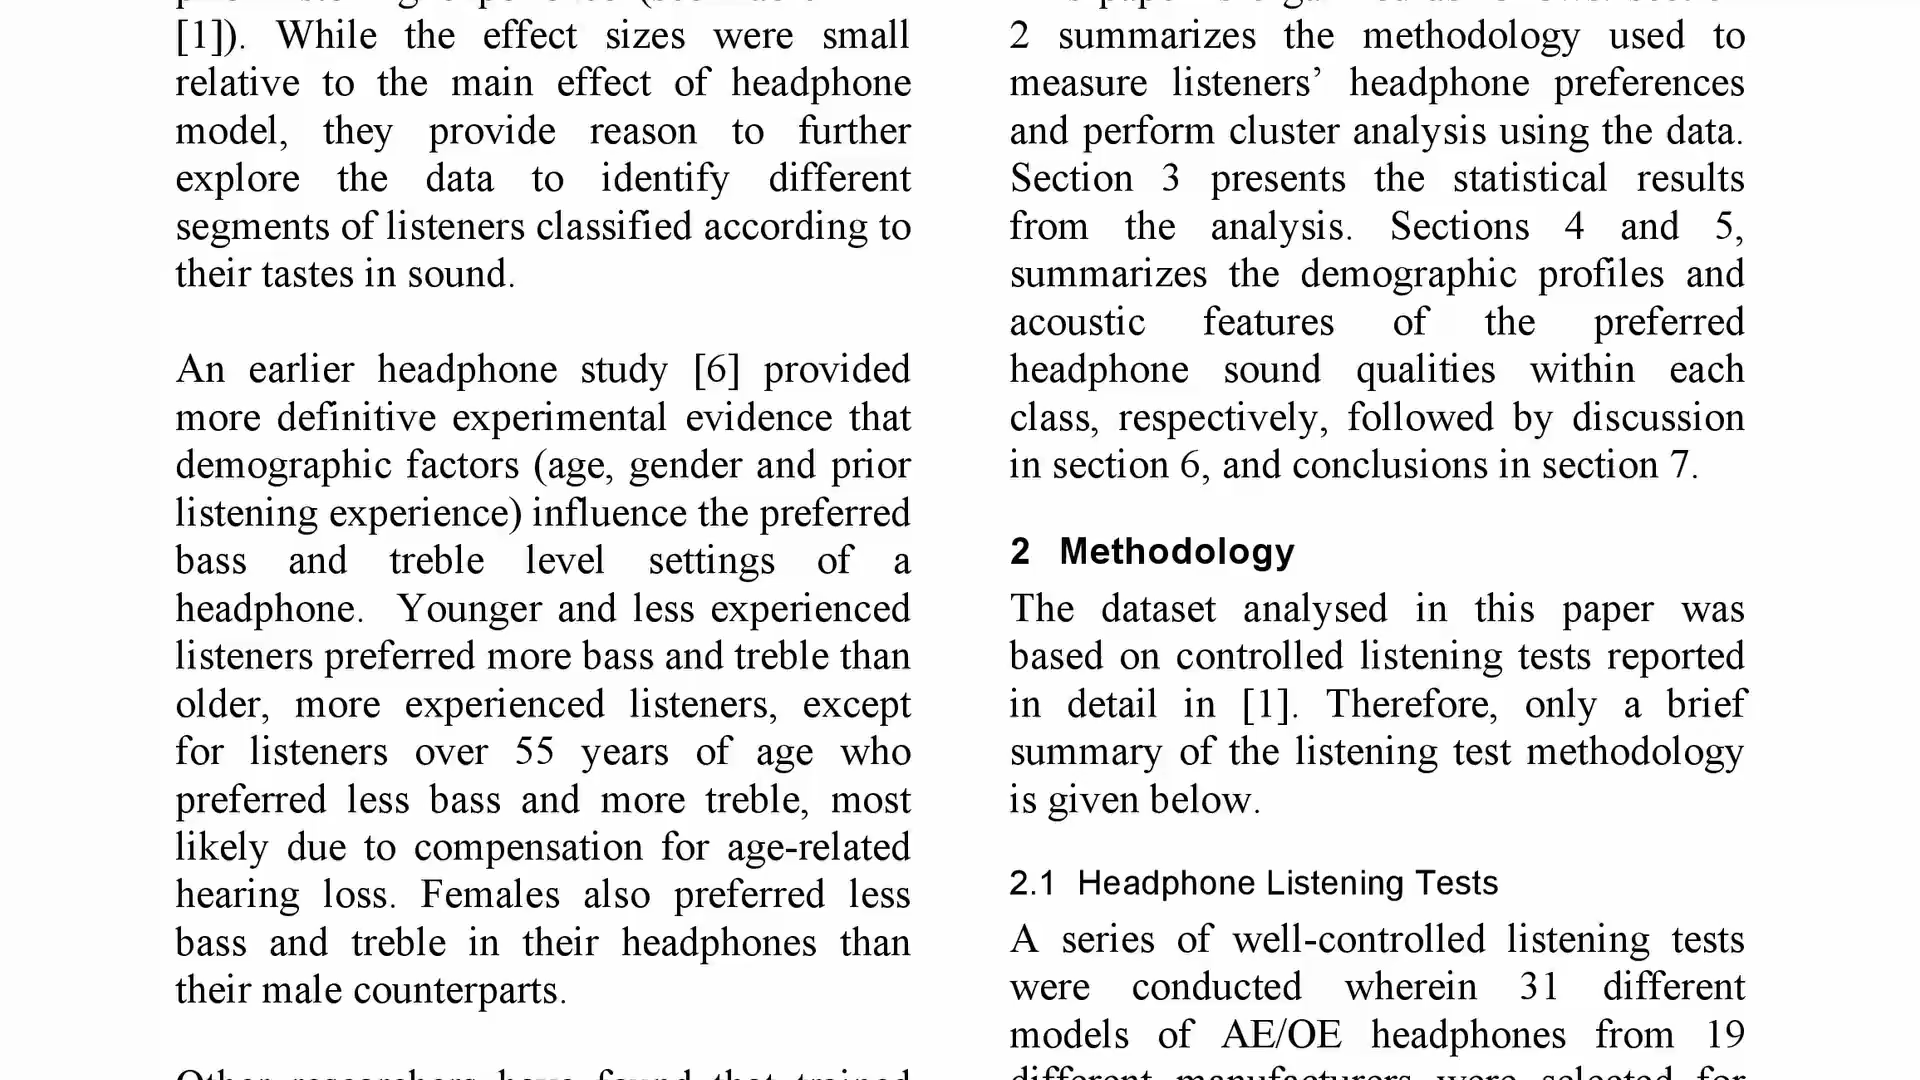 [1]). While the effect sizes were small
relative to the main effect of headphone
model, they provide reason to further
explore the data to identify different
segments of listeners classified according to
their tastes in sound.
An earlier headphone study [6] provided
more definitive experimental evidence that
demographic factors (age, gender and prior
listening experience) influence the preferred
bass and treble level settings of a
headphone. Younger and less experienced
listeners preferred more bass and treble than
older, more experienced listeners, except
for listeners over 55 years of age who
preferred less bass and more treble, most
likely due to compensation for age-related
hearing loss. Females also preferred less
bass and treble in their headphones than
their male counterparts.
Other researchers have found that trained
2 summarizes the methodology used to
measure listeners’ headphone preferences
and perform cluster analysis using the data.
Section 3 presents the statistical results
from the analysis. Sections 4 and 5,
summarizes the demographic profiles and
acoustic features of the preferred
headphone sound qualities within each
class, respectively, followed by discussion
in section 6, and conclusions in section 7.
2 Methodology
The dataset analysed in this paper was
based on controlled listening tests reported
in detail in [1]. Therefore, only a brief
summary of the listening test methodology
is given below.
2.1 Headphone Listening Tests
A series of well-controlled listening tests
were conducted wherein 31 different
models of AE/OE headphones from 19
different manufacturers were selected for